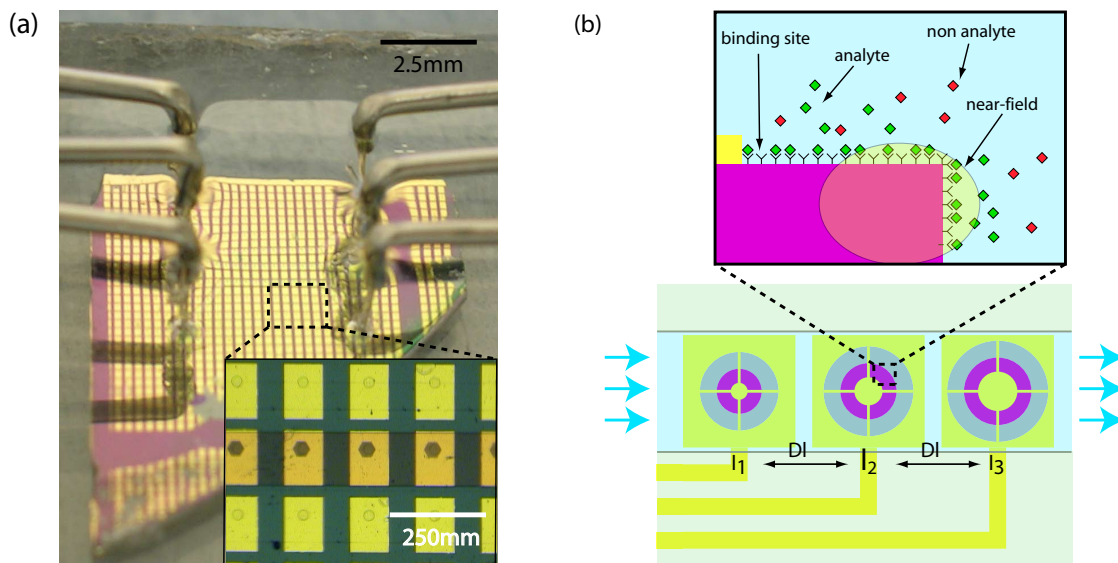 (a)
2.5mm
250mm
(b)
binding site
analyte
non analyte
near-field
I1
DI
I2
DI
I3